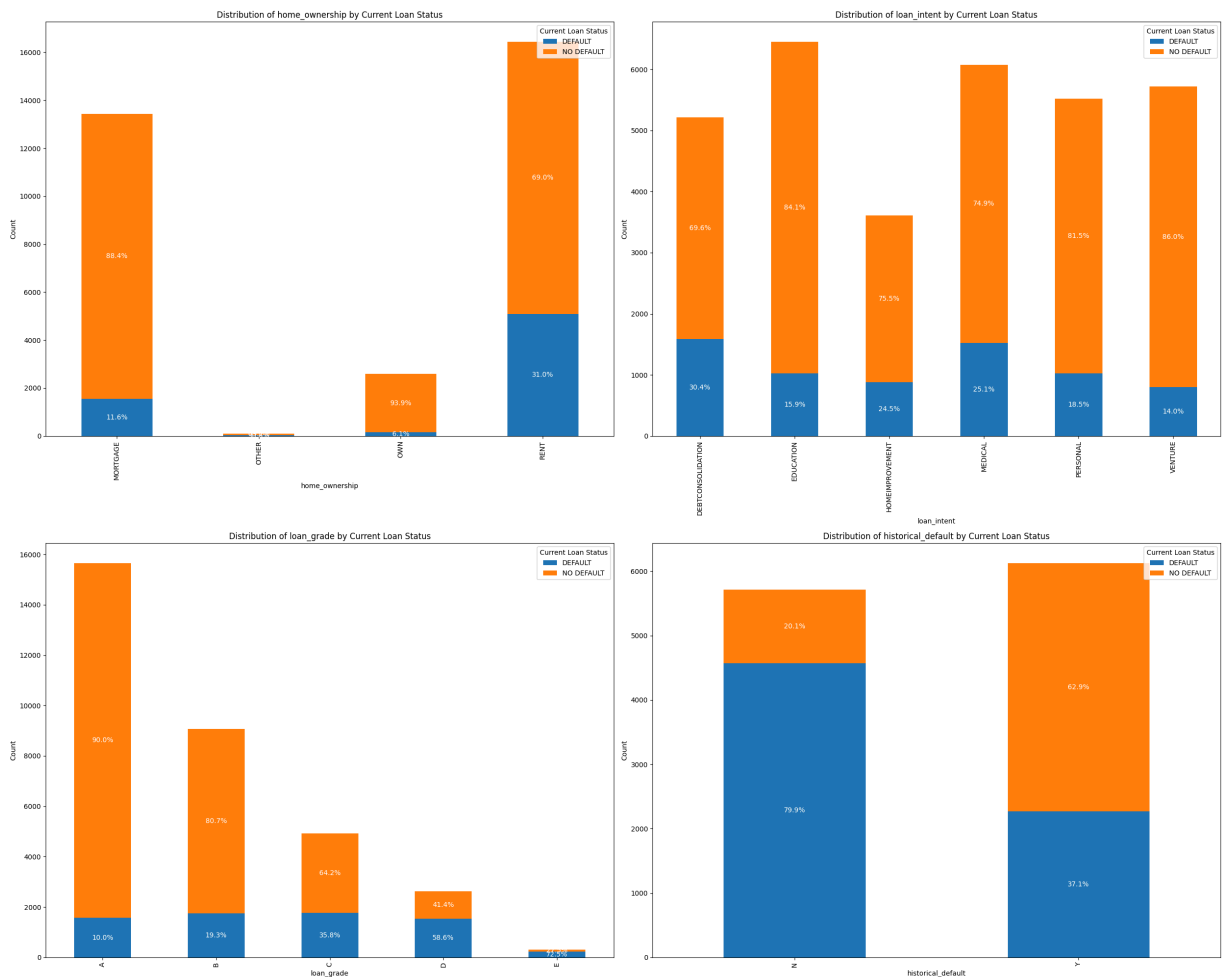 Distribution of home_ownership by Current Loan Status
Current Loan Status
DEFAULT
NO DEFAULT
16000
14000
12000
10000
8000
6000
4000
2000
0
Count
88.4%
11.6%
93.9%
6.1%
69.0%
31.0%
MORTGAGE
OTHER
OWN
RENT
home_ownership
Distribution of loan_intent by Current Loan Status
Current Loan Status
DEFAULT
NO DEFAULT
6000
5000
4000
3000
2000
1000
0
Count
69.6%
30.4%
84.1%
15.9%
75.5%
24.5%
74.9%
25.1%
81.5%
18.5%
86.0%
14.0%
DEBTCONSOLIDATION
EDUCATION
HOMEIMPROVEMENT
MEDICAL
PERSONAL
VENTURE
loan_intent
Distribution of loan_grade by Current Loan Status
Current Loan Status
DEFAULT
NO DEFAULT
16000
14000
12000
10000
8000
6000
4000
2000
0
Count
90.0%
10.0%
80.7%
19.3%
64.2%
35.8%
41.4%
58.6%
A
B
C
D
E
loan_grade
Distribution of historical_default by Current Loan Status
Current Loan Status
DEFAULT
NO DEFAULT
6000
5000
4000
3000
2000
1000
0
Count
20.1%
79.9%
62.9%
37.1%
N
Y
historical_default